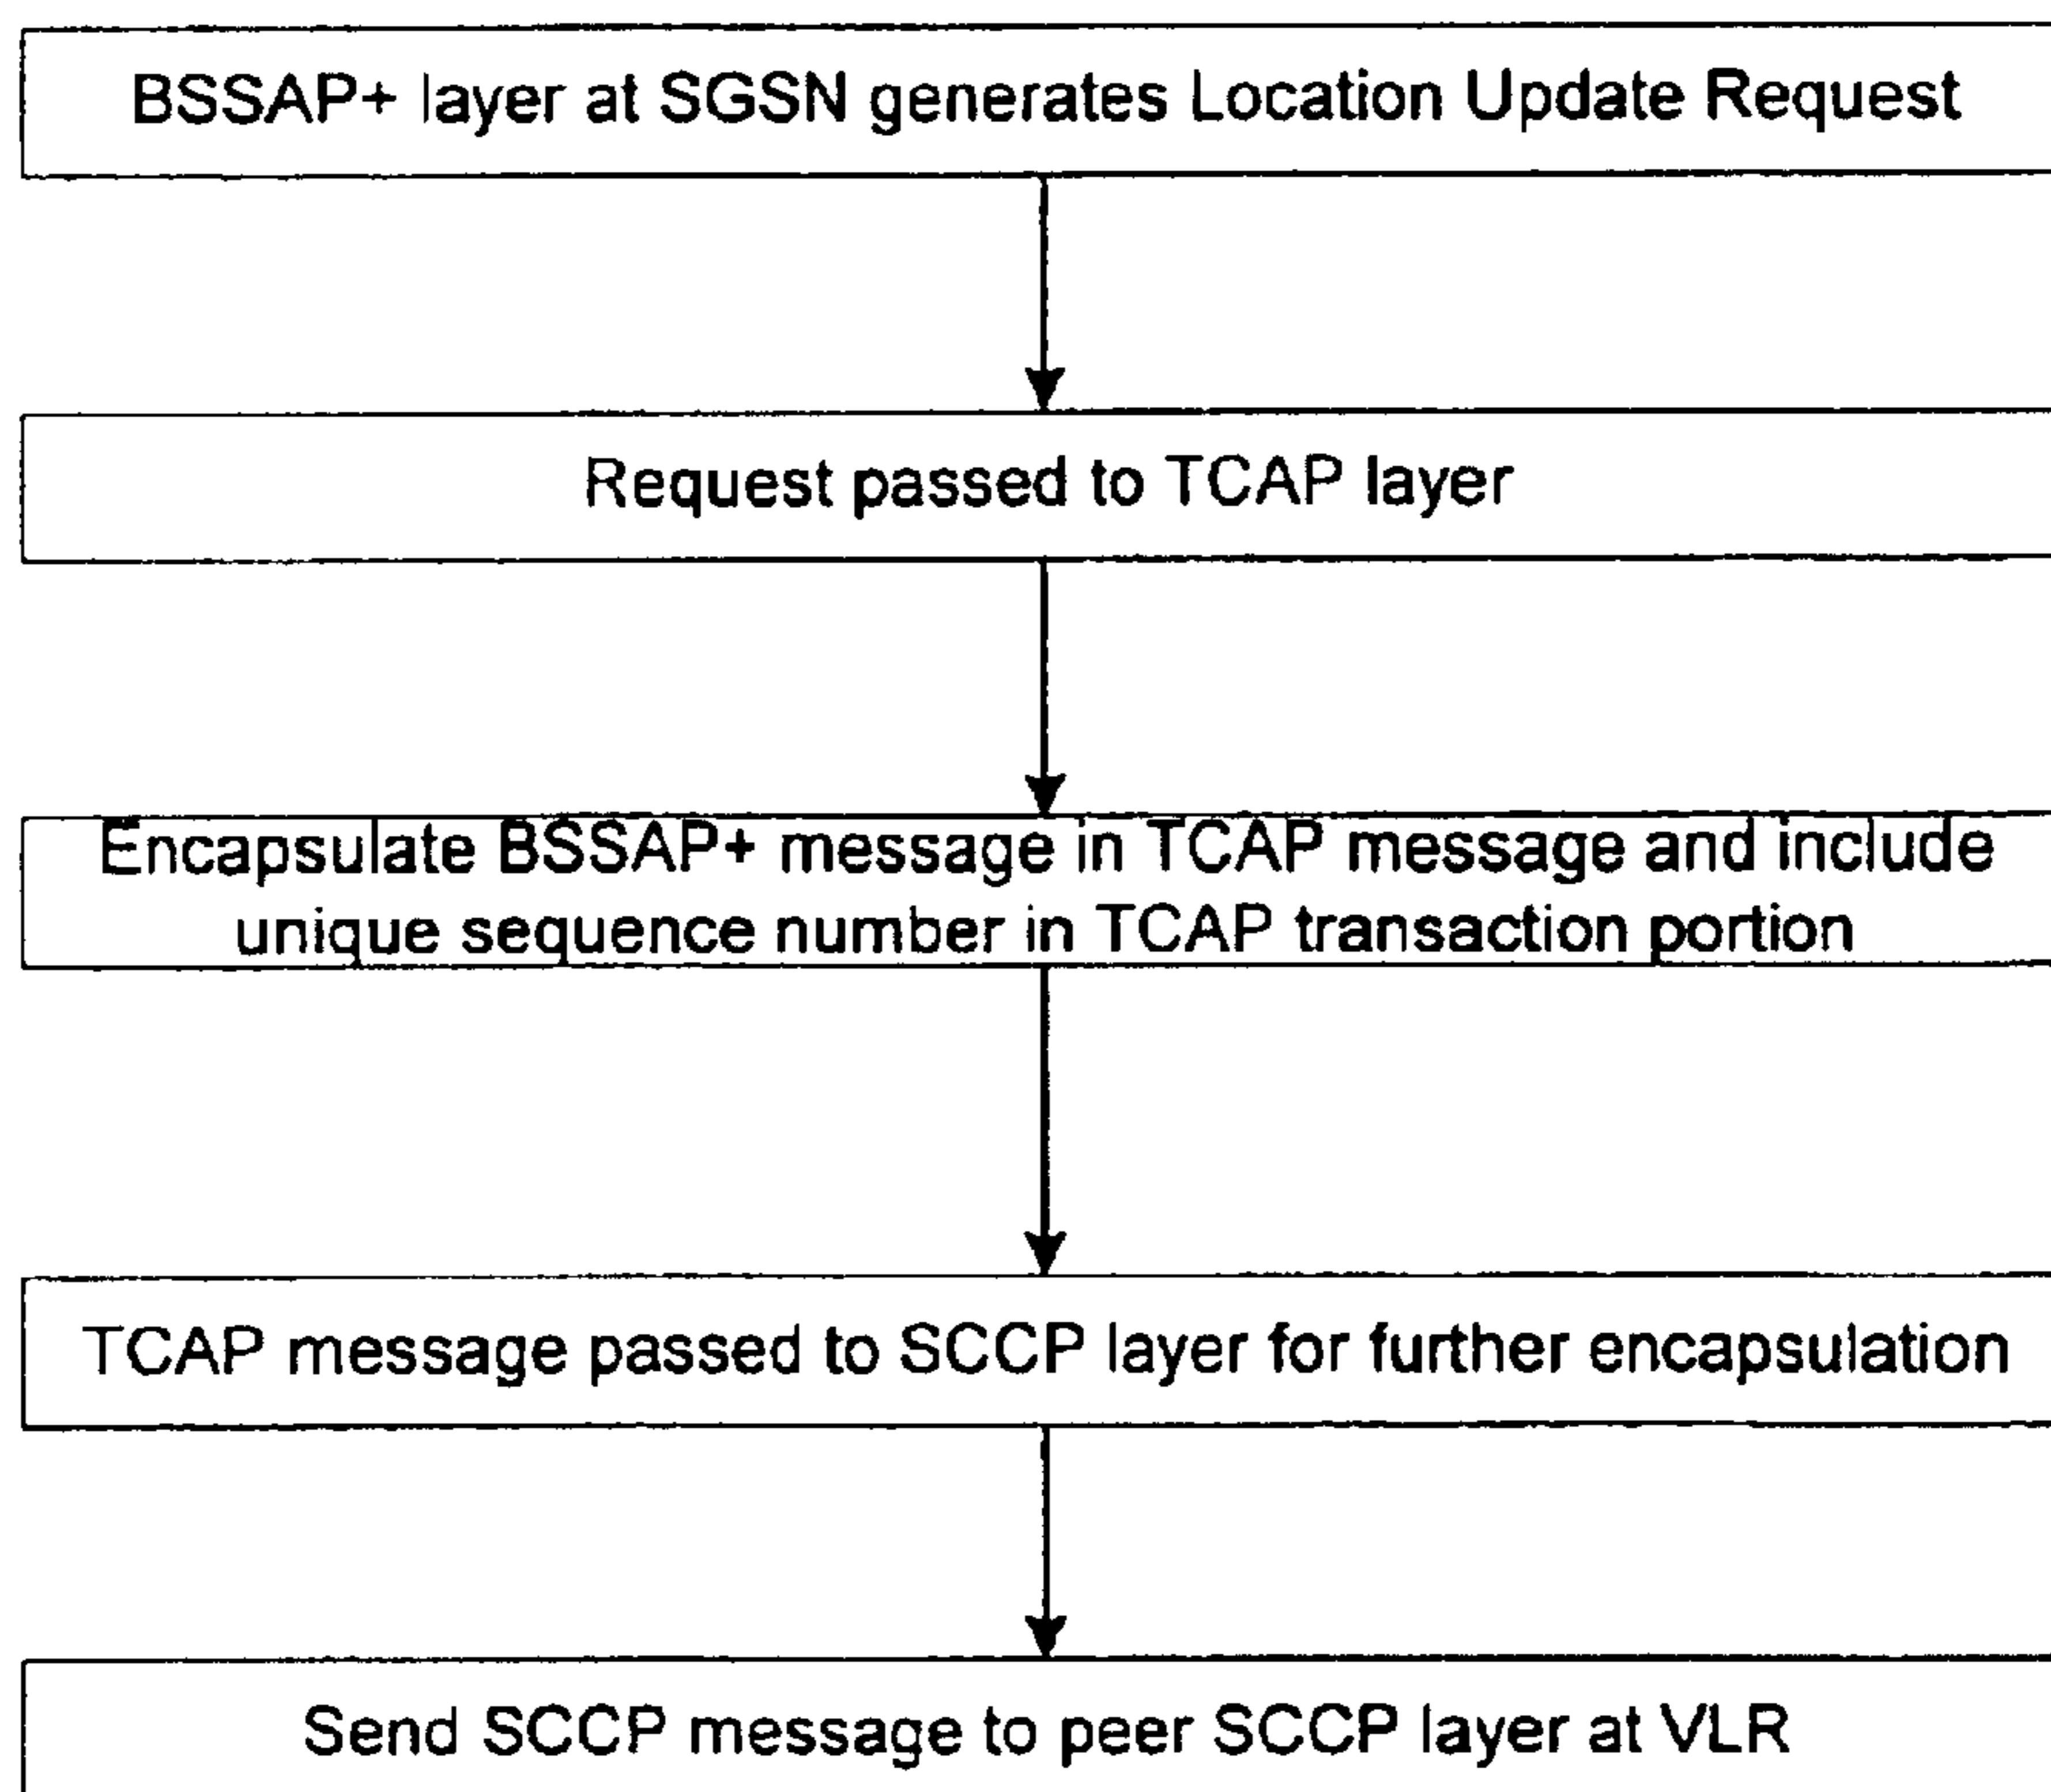 BSSAP+ layer at SGSN generates Location Update Request
Request passed to TCAP layer
Encapsulate BSSAP+ message in TCAP message and include
unique sequence number in TCAP transaction portion
TCAP message passed to SCCP layer for further encapsulation
Send SCCP message to peer SCCP layer at VLR